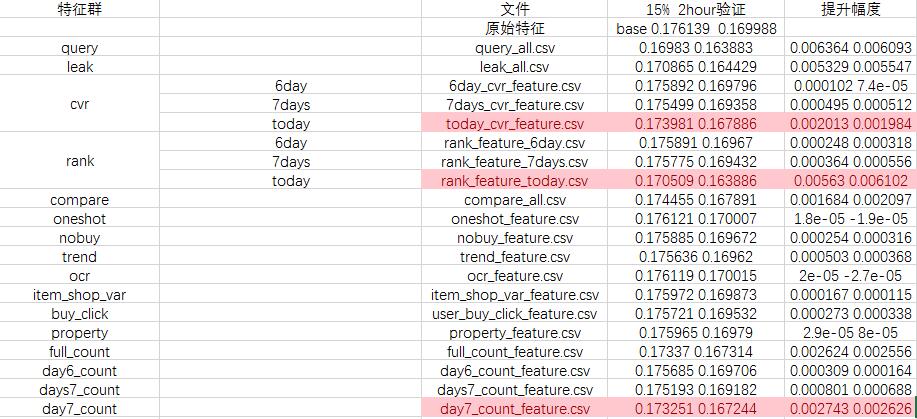 特征群 文件 15% 2hour验证 提升幅度
原始特征 base 0.176139 0.169988
query query_all.csv 0.16983 0.163883 0.006364 0.006093
leak leak_all.csv 0.170865 0.164429 0.005329 0.005547
cvr 6day 6day_cvr_feature.csv 0.175892 0.169796 0.000102 7.4e-05
7days 7days_cvr_feature.csv 0.175499 0.169358 0.000495 0.000512
today today_cvr_feature.csv 0.173981 0.167886 0.002013 0.001984
rank 6day rank_feature_6day.csv 0.175891 0.16967 0.000248 0.000318
7days rank_feature_7days.csv 0.175775 0.169432 0.000364 0.000556
today rank_feature_today.csv 0.170509 0.163886 0.00563 0.006102
compare compare_all.csv 0.174455 0.167891 0.001684 0.002097
oneshot oneshot_feature.csv 0.176121 0.170007 1.8e-05 -1.9e-05
nobuy nobuy_feature.csv 0.175885 0.169672 0.000254 0.000316
trend trend_feature.csv 0.175636 0.16962 0.000503 0.000368
ocr ocr_feature.csv 0.176119 0.170015 2e-05 -2.7e-05
item_shop_var item_shop_var_feature.csv 0.175972 0.169873 0.000167 0.000115
buy_click user_buy_click_feature.csv 0.175721 0.169532 0.000273 0.000338
property property_feature.csv 0.175965 0.16979 2.9e-05 8e-05
full_count full_count_feature.csv 0.17337 0.167314 0.002624 0.002556
day6_count day6_count_feature.csv 0.175685 0.169706 0.000309 0.000164
days7_count days7_count_feature.csv 0.175193 0.169182 0.000801 0.000688
day7_count day7_count_feature.csv 0.173251 0.167244 0.002743 0.002626